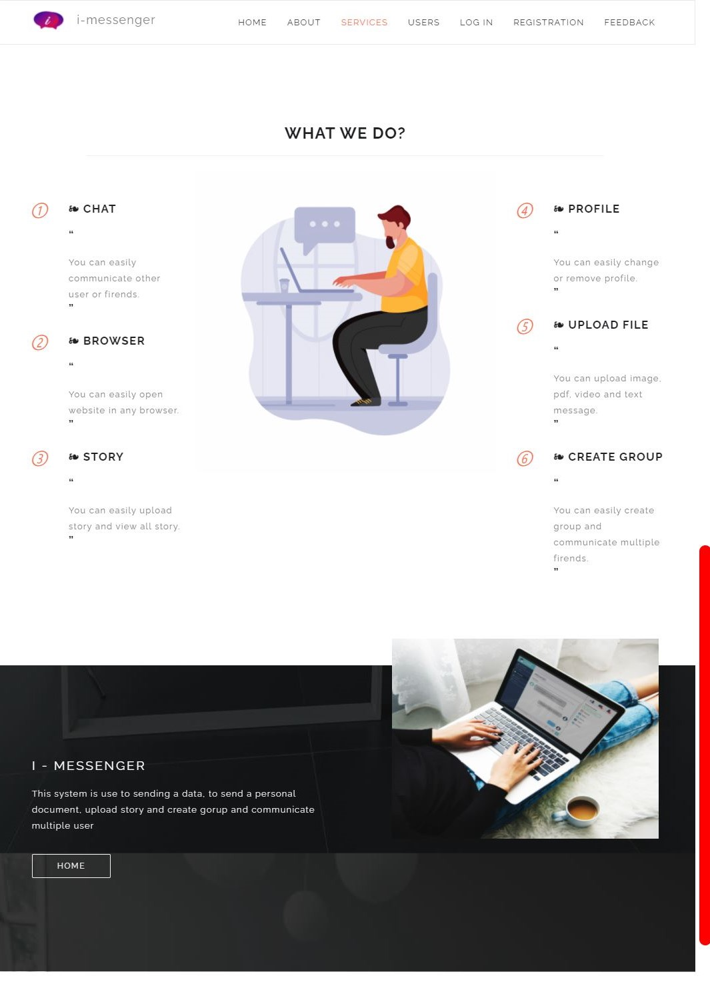 i-messenger
HOME ABOUT SERVICES USERS LOG IN REGISTRATION FEEDBACK
WHAT WE DO?
1 ❧ CHAT
“
You can easily
communicate other
user or firends.
”
2 ❧ BROWSER
“
You can easily open
website in any browser.
”
3 ❧ STORY
“
You can easily upload
story and view all story.
”
4 ❧ PROFILE
“
You can easily change
or remove profile.
”
5 ❧ UPLOAD FILE
“
You can upload image,
pdf, video and text
message.
”
6 ❧ CREATE GROUP
“
You can easily create
group and
communicate multiple
firends.
”
I - MESSENGER
This system is use to sending a data, to send a personal
document, upload story and create gorup and communicate
multiple user
HOME